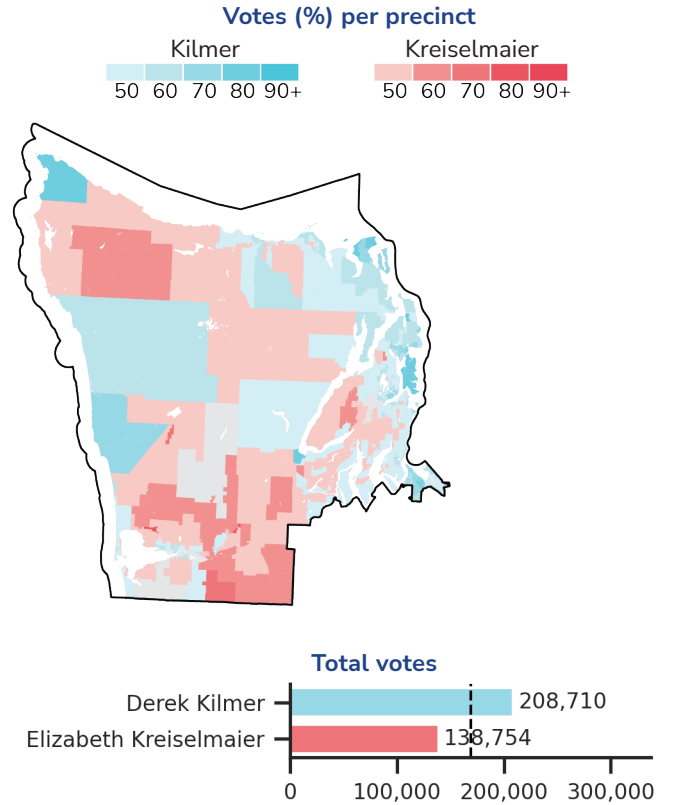 Votes (%) per precinct
Kilmer Kreiselmaier
50 60 70 80 90+ 50 60 70 80 90+
Total votes
Derek Kilmer 208,710
Elizabeth Kreiselmaier 138,754
0 100,000 200,000 300,000